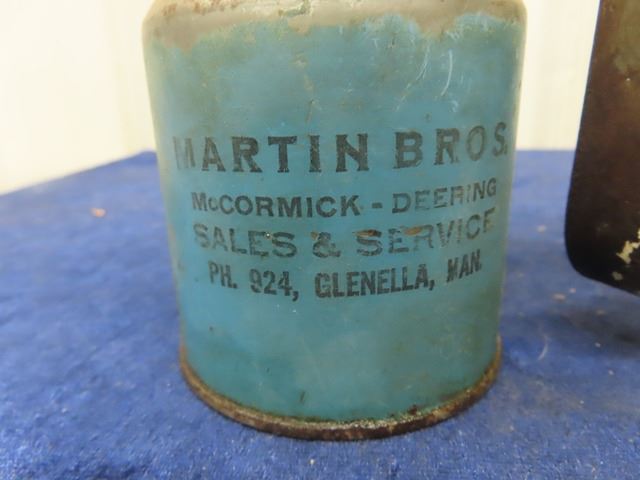 MARTIN BROS.
McCORMICK - DEERING
SALES & SERVICE
PH. 924, GLENELLA, MAN.